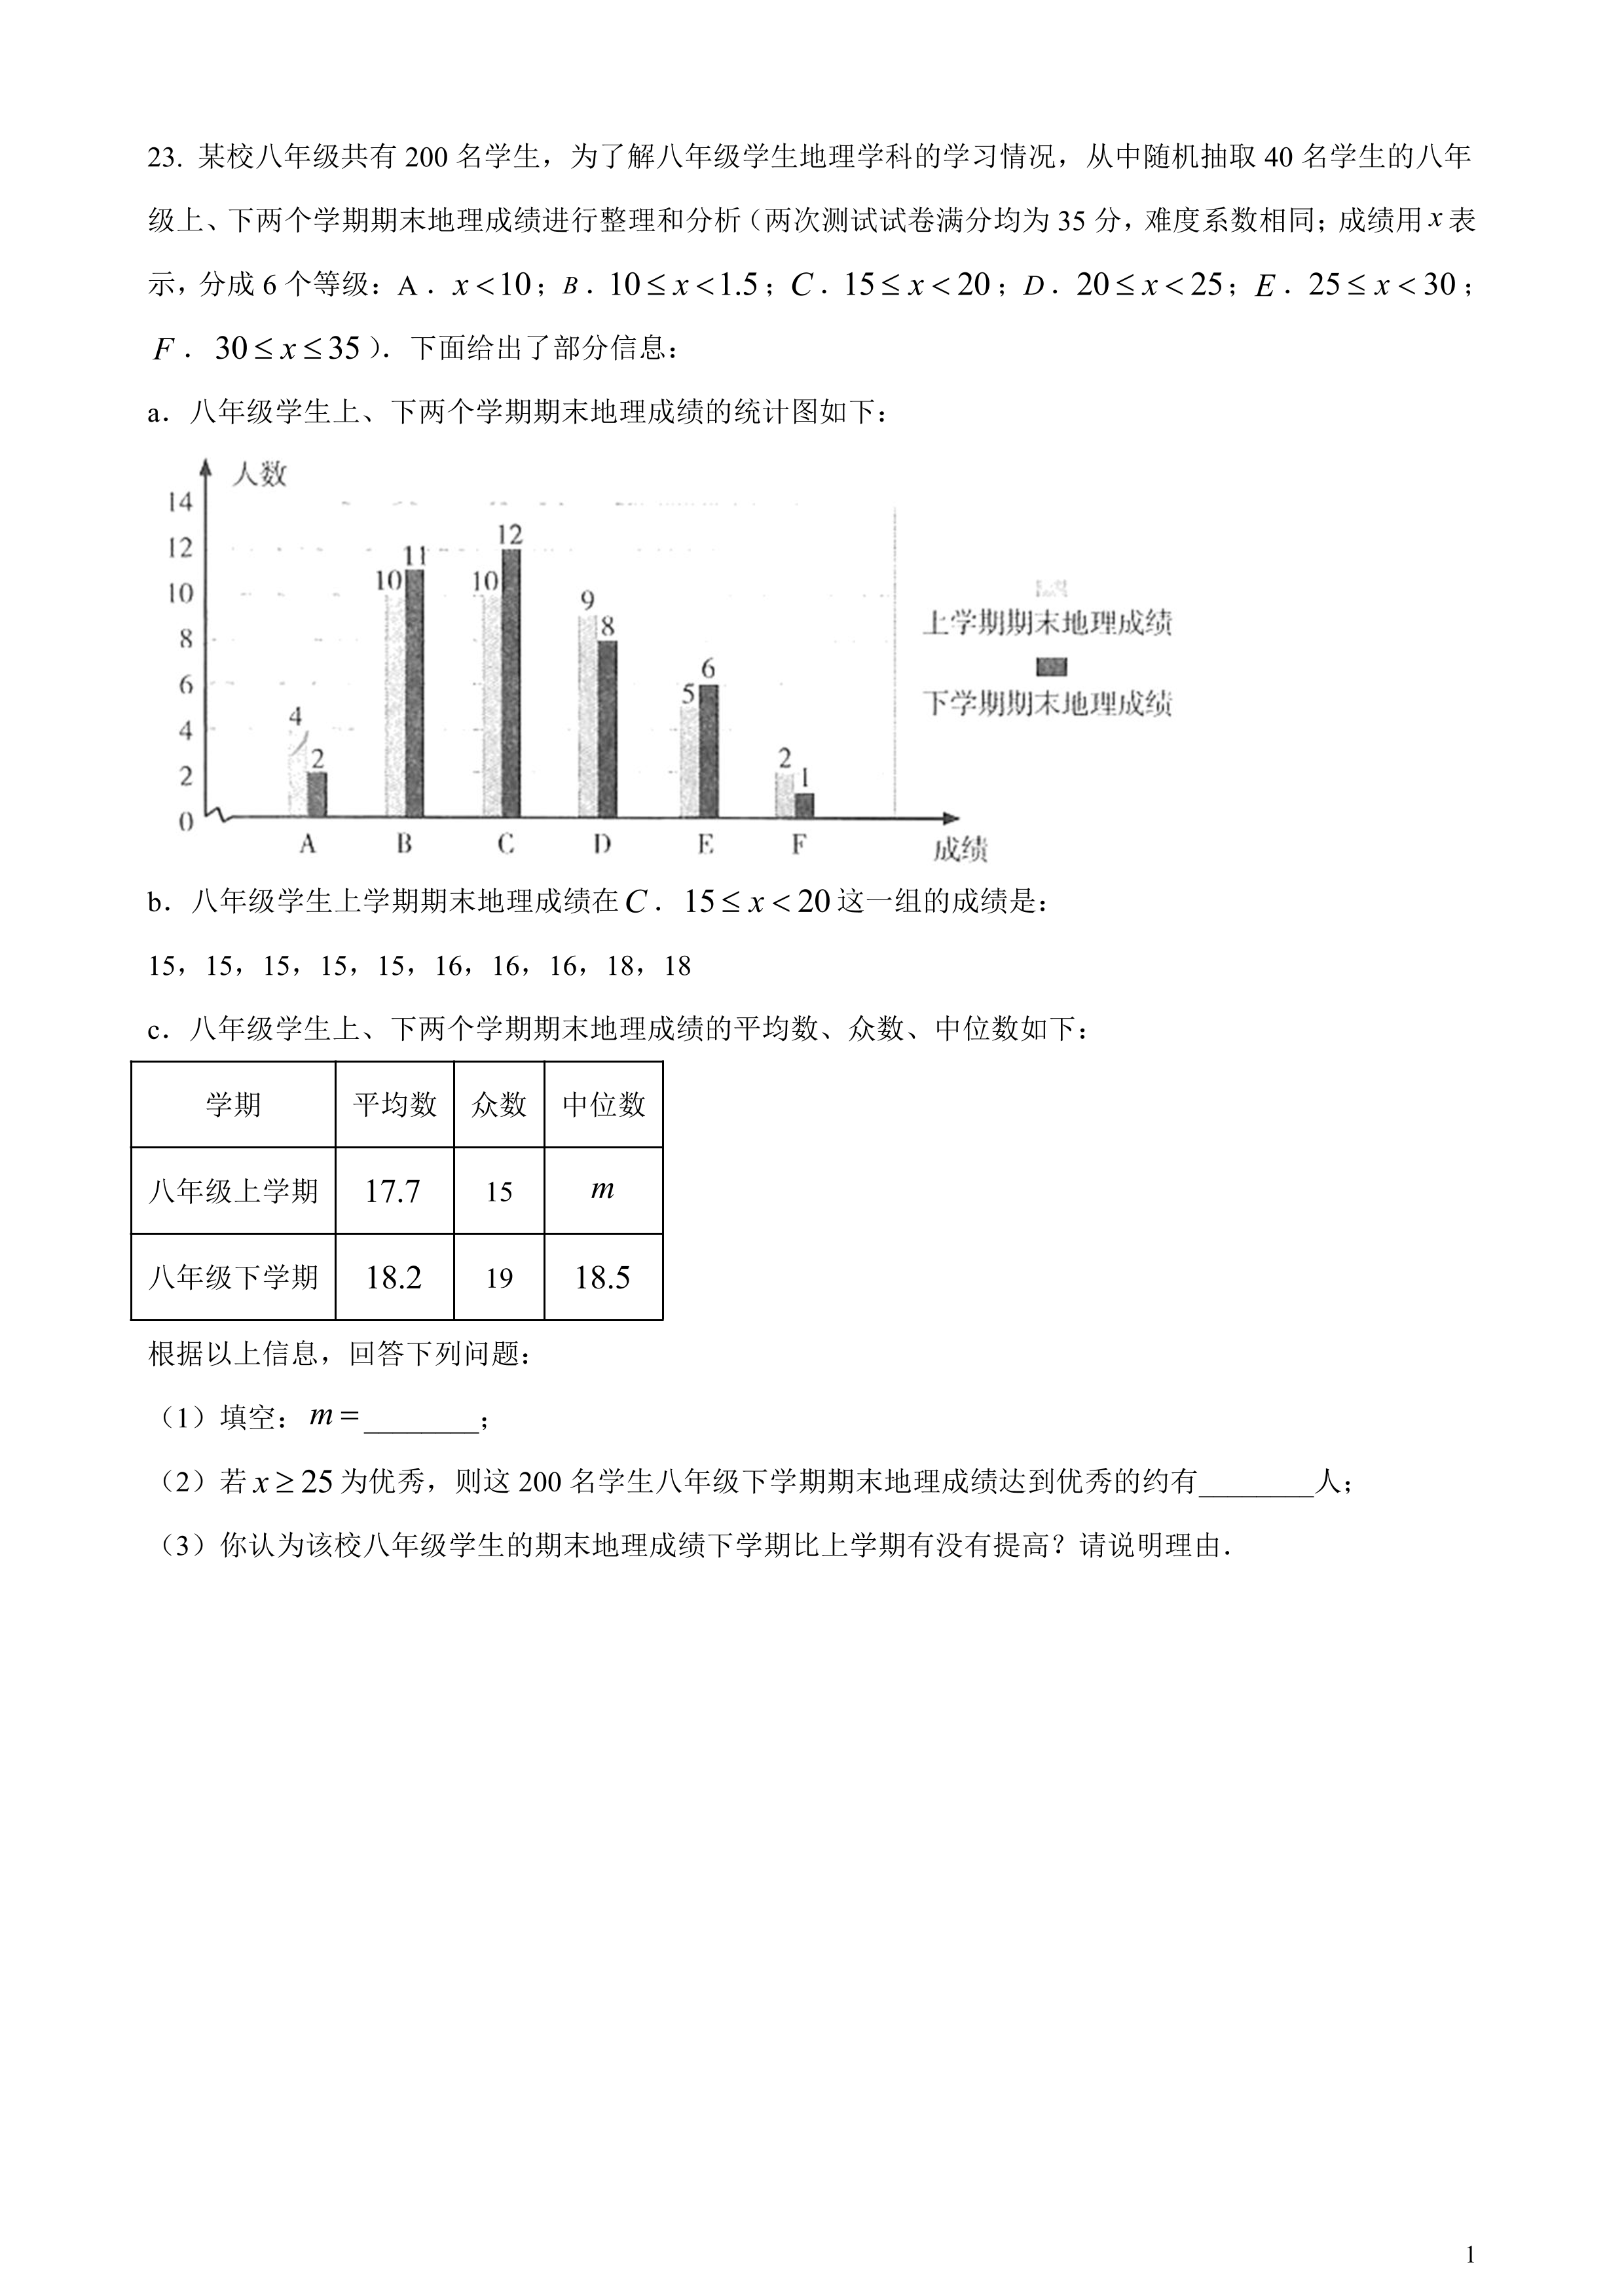 23. 某校八年级共有 200 名学生，为了解八年级学生地理学科的学习情况，从中随机抽取 40 名学生的八年
级上、下两个学期期末地理成绩进行整理和分析（两次测试试卷满分均为 35 分，难度系数相同；成绩用 x 表
示，分成 6 个等级：A．x＜10；B．10≤x＜1.5；C．15≤x＜20；D．20≤x＜25；E．25≤x＜30；
F．30≤x≤35）．下面给出了部分信息：
a．八年级学生上、下两个学期期末地理成绩的统计图如下：
人数
14
12
10
8
6
4
2
0
4 2 10 11 10 12 9 8 5 6 2 1
A B C D E F
成绩
上学期期末地理成绩
下学期期末地理成绩
b．八年级学生上学期期末地理成绩在 C．15≤x＜20 这一组的成绩是：
15，15，15，15，15，16，16，16，18，18
c．八年级学生上、下两个学期期末地理成绩的平均数、众数、中位数如下：
学期 平均数 众数 中位数
八年级上学期 17.7 15 m
八年级下学期 18.2 19 18.5
根据以上信息，回答下列问题：
（1）填空：m＝________；
（2）若 x≥25 为优秀，则这 200 名学生八年级下学期期末地理成绩达到优秀的约有________人；
（3）你认为该校八年级学生的期末地理成绩下学期比上学期有没有提高？请说明理由．
1